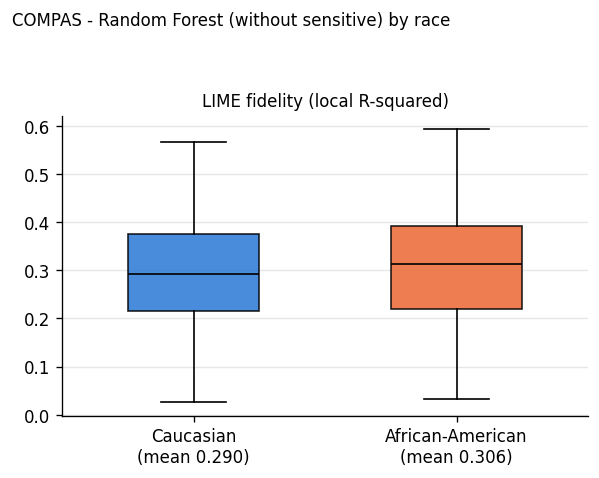 COMPAS - Random Forest (without sensitive) by race
LIME fidelity (local R-squared)
0.6
0.5
0.4
0.3
0.2
0.1
0.0
Caucasian
(mean 0.290)
African-American
(mean 0.306)